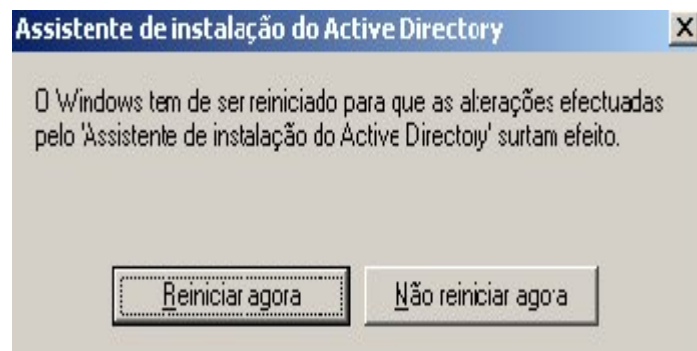 Assistente de instalação do Active Directory
O Windows tem de ser reiniciado para que as alterações efectuadas
pelo 'Assistente de instalação do Active Directory' surtam efeito.
Reiniciar agora
Não reiniciar agora